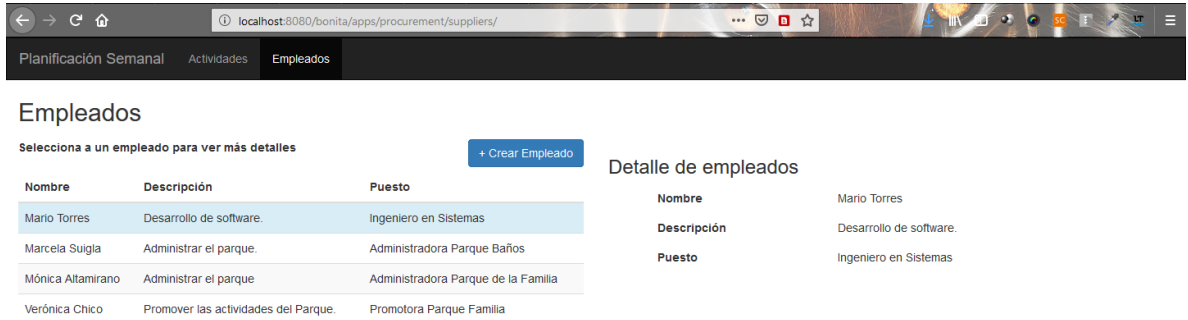 localhost:8080/bonita/apps/procurement/suppliers/
Planificación Semanal Actividades Empleados
Empleados
Selecciona a un empleado para ver más detalles
+ Crear Empleado
Nombre Descripción Puesto
Mario Torres Desarrollo de software. Ingeniero en Sistemas
Marcela Suigla Administrar el parque. Administradora Parque Baños
Mónica Altamirano Administrar el parque Administradora Parque de la Familia
Verónica Chico Promover las actividades del Parque. Promotora Parque Familia
Detalle de empleados
Nombre Mario Torres
Descripción Desarrollo de software.
Puesto Ingeniero en Sistemas